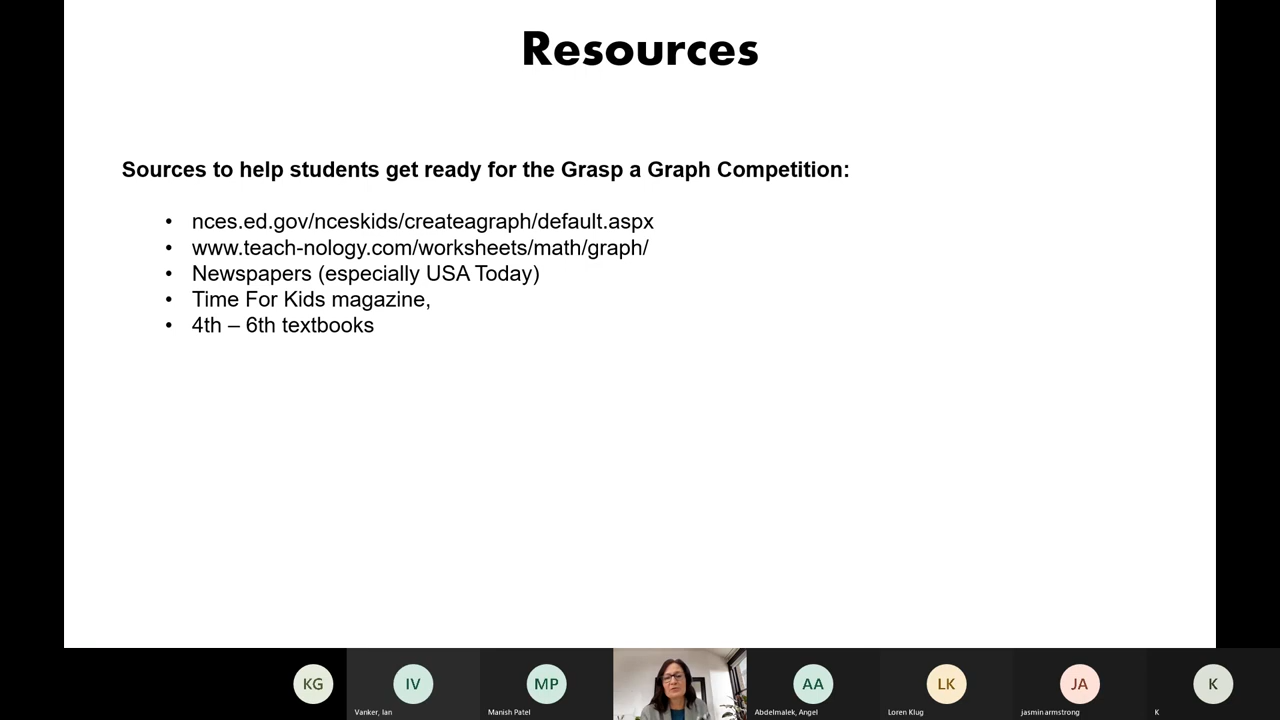 Resources
Sources to help students get ready for the Grasp a Graph Competition:
• nces.ed.gov/nceskids/createagraph/default.aspx
• www.teach-nology.com/worksheets/math/graph/
• Newspapers (especially USA Today)
• Time For Kids magazine,
• 4th – 6th textbooks
KG
IV
MP
AA
LK
JA
K
Vanker, Ian
Manish Patel
Abdelmalek, Angel
Loren Klug
jasmin armstrong
K